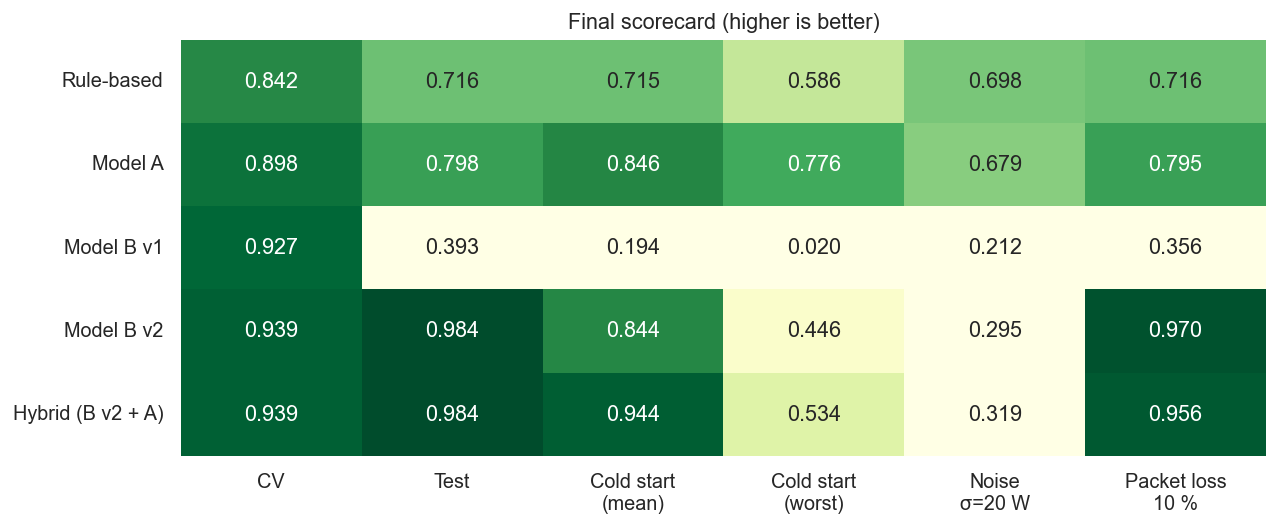 Final scorecard (higher is better)
Rule-based 0.842 0.716 0.715 0.586 0.698 0.716
Model A 0.898 0.798 0.846 0.776 0.679 0.795
Model B v1 0.927 0.393 0.194 0.020 0.212 0.356
Model B v2 0.939 0.984 0.844 0.446 0.295 0.970
Hybrid (B v2 + A) 0.939 0.984 0.944 0.534 0.319 0.956
CV Test Cold start Cold start Noise Packet loss
(mean) (worst) σ=20 W 10 %